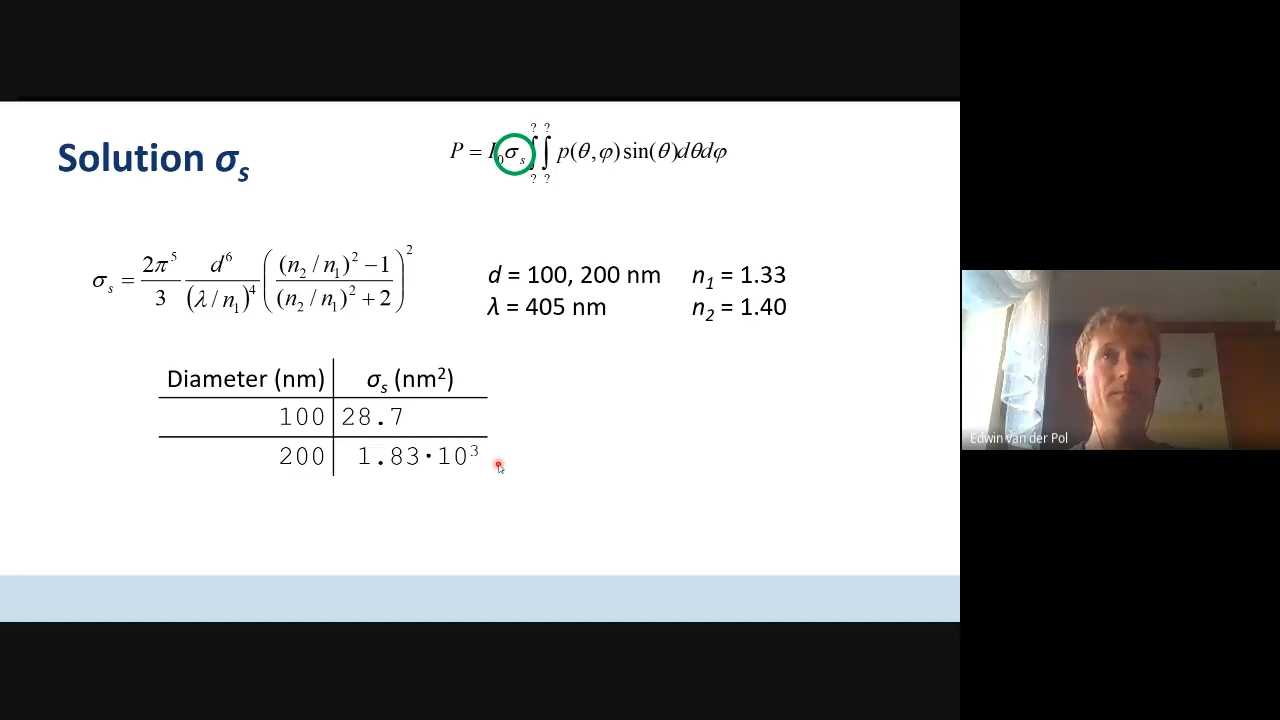 Solution σₛ
P = I₀σₛ ∫?? ∫?? p(θ,φ)sin(θ)dθdφ
σₛ = 2π⁵/3 d⁶/(λ/n₁)⁴ (((n₂/n₁)² − 1)/((n₂/n₁)² + 2))²
d = 100, 200 nm n₁ = 1.33
λ = 405 nm n₂ = 1.40
Diameter (nm) σₛ (nm²)
100 28.7
200 1.83·10³
Edwin van der Pol